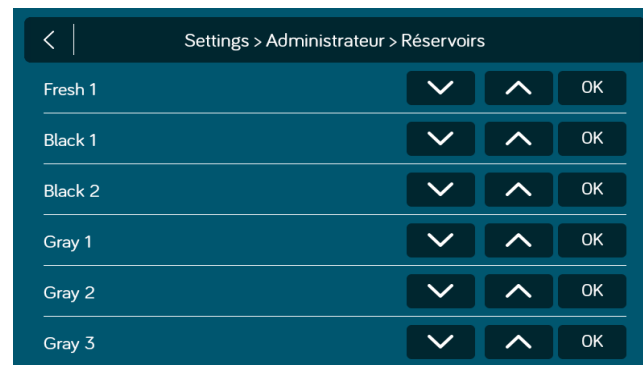 Settings > Administrateur > Réservoirs
Fresh 1 OK
Black 1 OK
Black 2 OK
Gray 1 OK
Gray 2 OK
Gray 3 OK